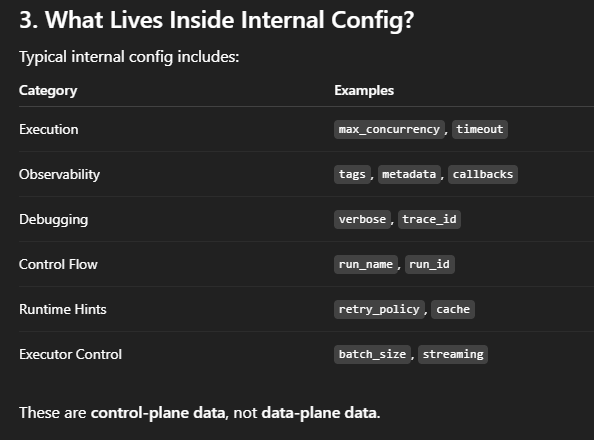 3. What Lives Inside Internal Config?
Typical internal config includes:
Category Examples
Execution max_concurrency, timeout
Observability tags, metadata, callbacks
Debugging verbose, trace_id
Control Flow run_name, run_id
Runtime Hints retry_policy, cache
Executor Control batch_size, streaming
These are control-plane data, not data-plane data.